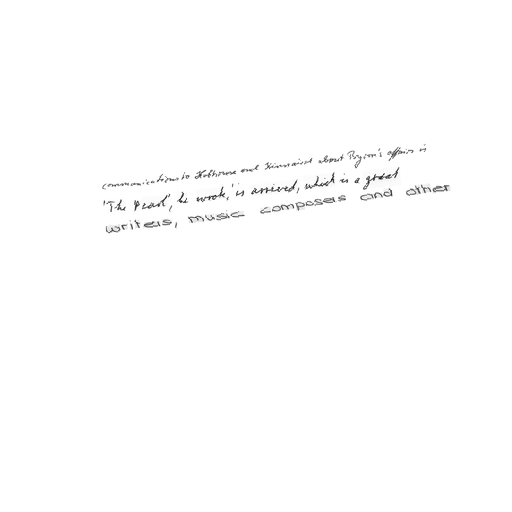 communications to Hobhouse and Kinnaird about Byron's affairs is
'The Pearl', he wrote, 'is arrived, which is a great
writers, music composers and other